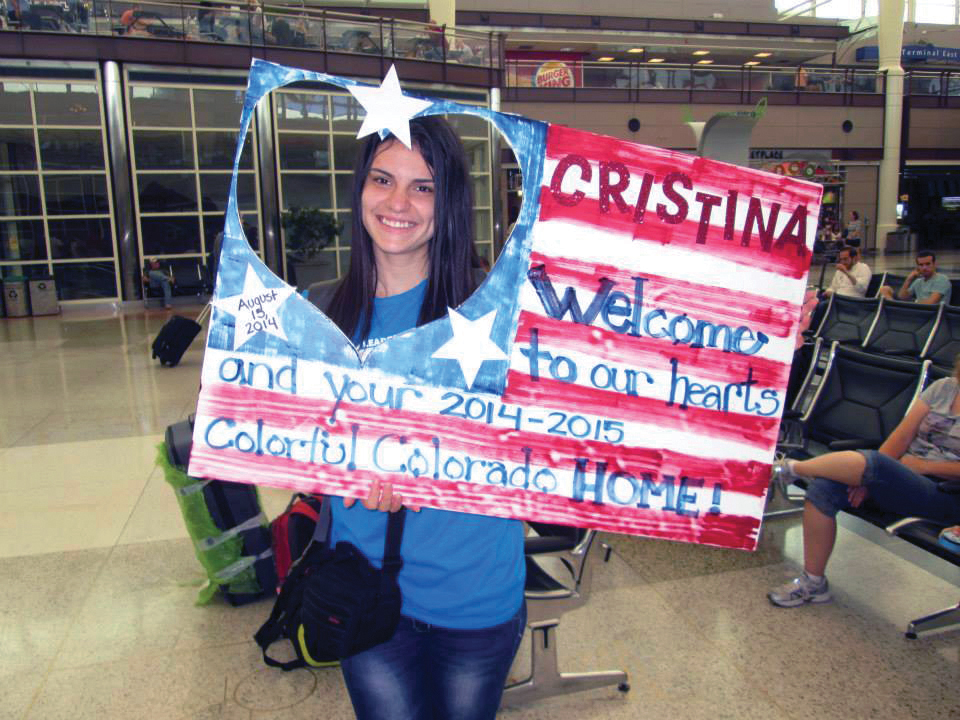 Terminal East
BURGER KING
CRISTINA
Welcome
to our hearts
and your 2014-2015
Colorful Colorado HOME!
August
15,
2014